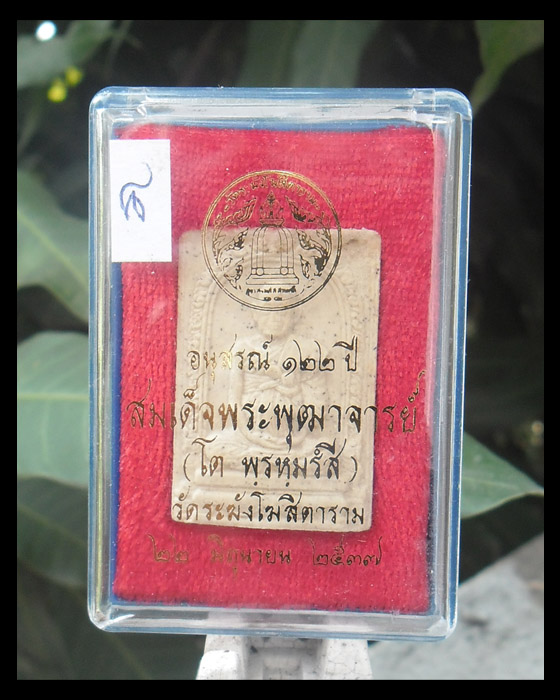 อนุสรณ์ ๑๒๒ ปี
สมเด็จพระพุฒาจารย์
(โต พฺรหฺมรํสี)
วัดระฆังโฆสิตาราม
๒๒ มิถุนายน ๒๕๓๗